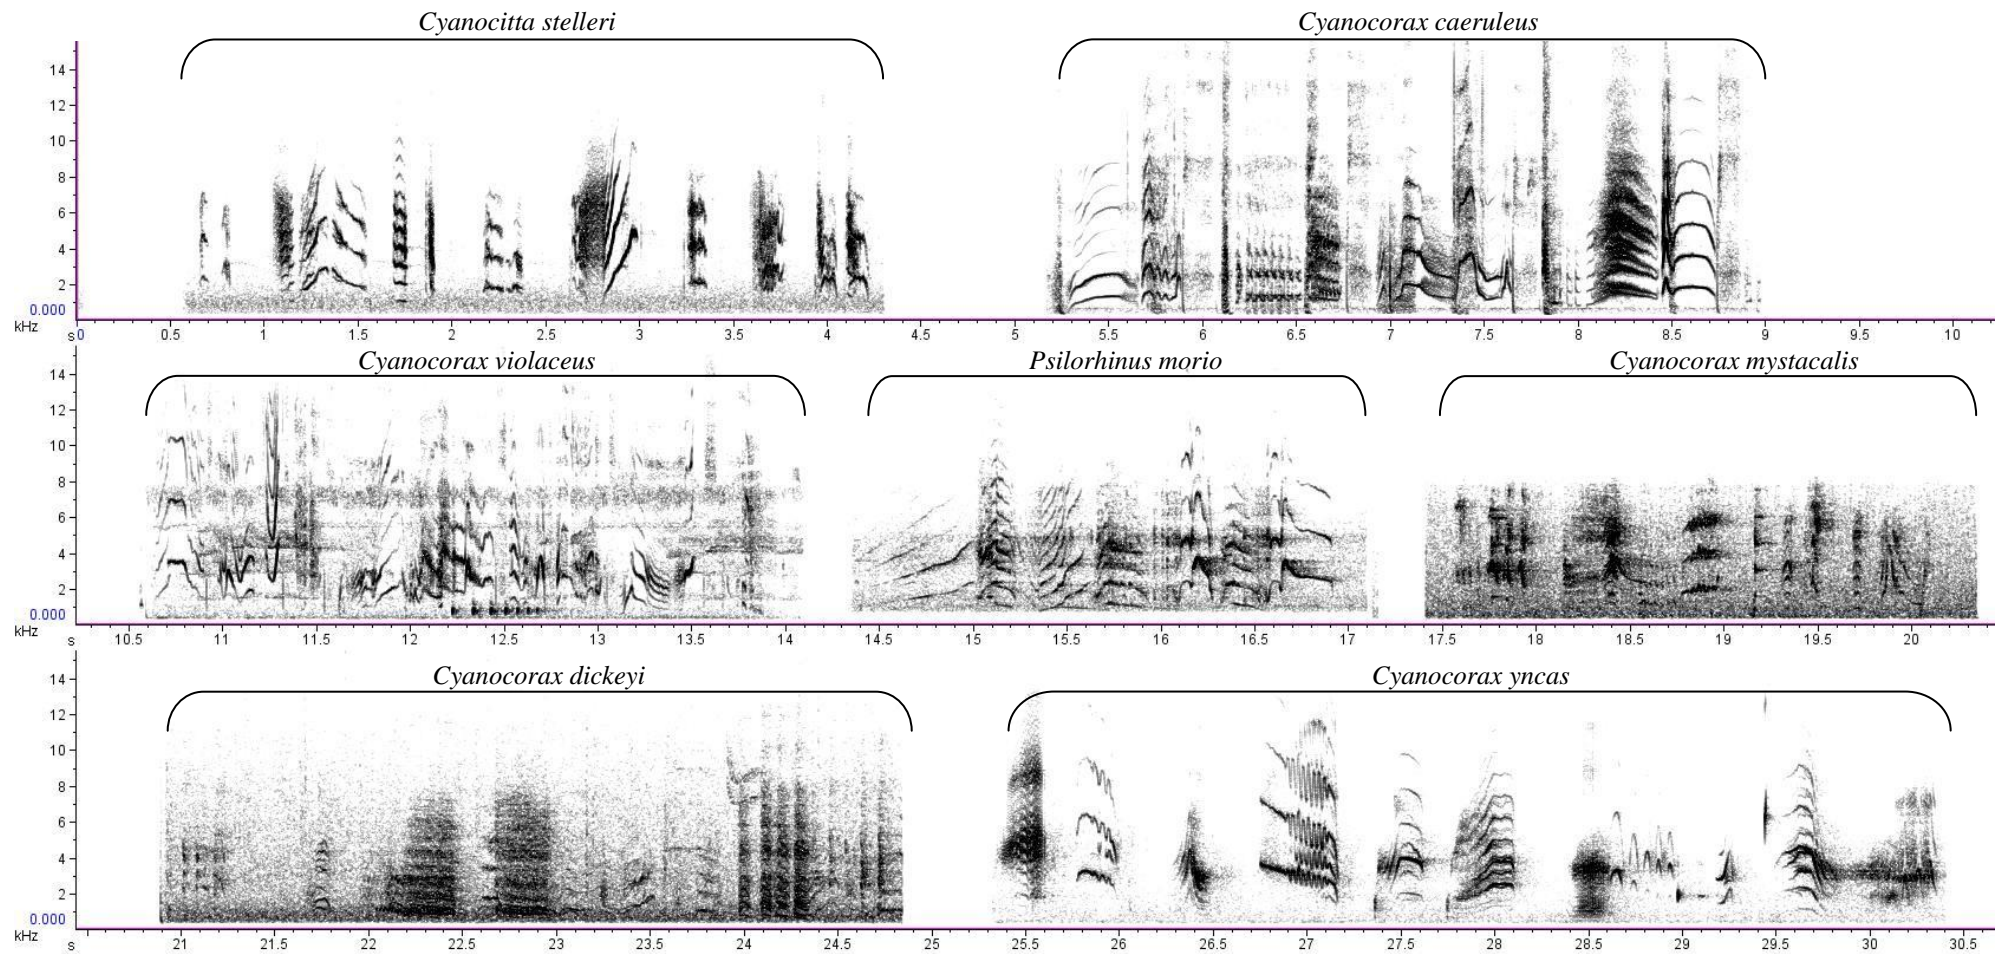 Cyanocitta stelleri Cyanocorax caeruleus
14
12
10
8
6
4
2
0.000
kHz
s 0 0.5 1 1.5 2 2.5 3 3.5 4 4.5 5 5.5 6 6.5 7 7.5 8 8.5 9 9.5 10
Cyanocorax violaceus Psilorhinus morio Cyanocorax mystacalis
14
12
10
8
6
4
2
0.000
kHz
s 10.5 11 11.5 12 12.5 13 13.5 14 14.5 15 15.5 16 16.5 17 17.5 18 18.5 19 19.5 20
Cyanocorax dickeyi Cyanocorax yncas
14
12
10
8
6
4
2
0.000
kHz
s 21 21.5 22 22.5 23 23.5 24 24.5 25 25.5 26 26.5 27 27.5 28 28.5 29 29.5 30 30.5